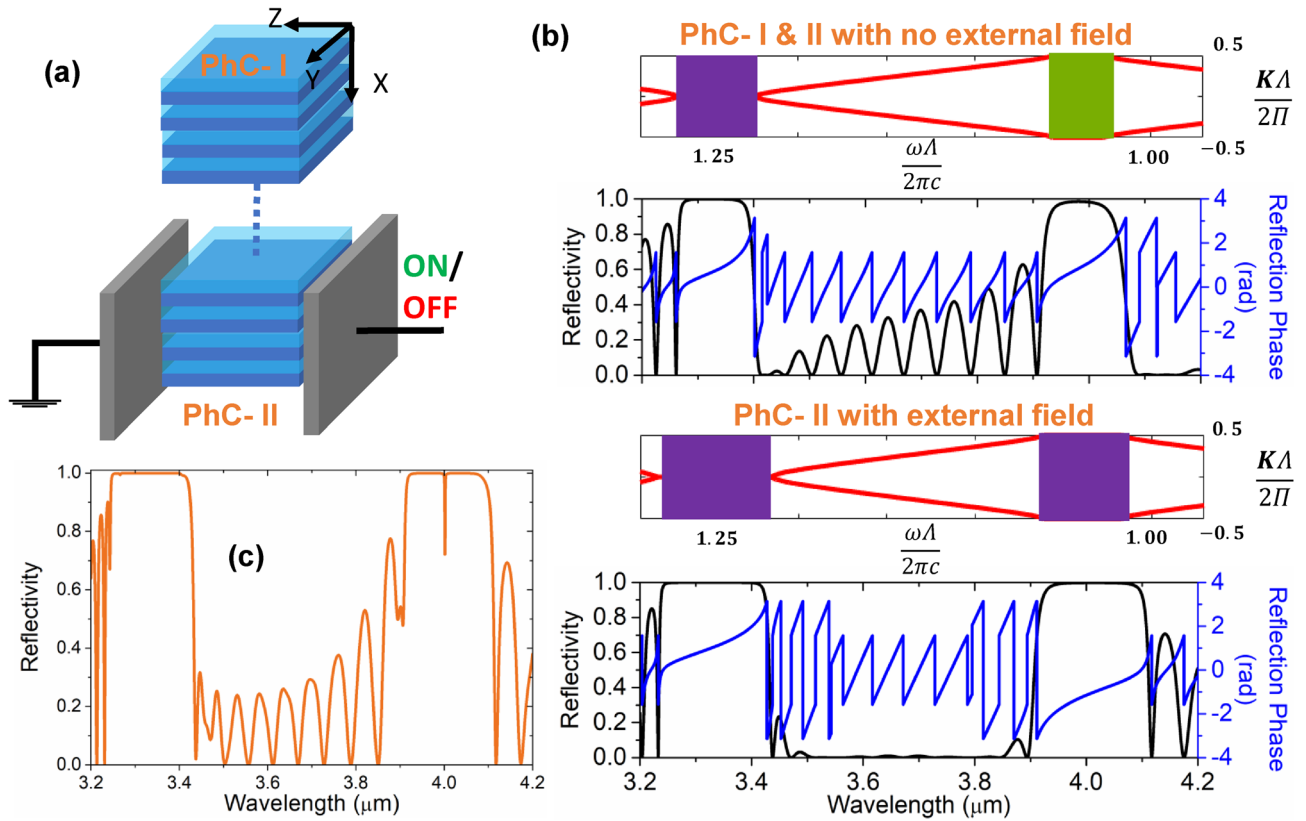 (a)
Z
Y
X
PhC- I
ON/
OFF
PhC- II
(b)
PhC- I & II with no external field
0.5
KΛ
2Π
−0.5
1.25
ωΛ
2πc
1.00
1.0
0.8
0.6
0.4
0.2
0.0
Reflectivity
4
2
0
-2
-4
Reflection Phase
(rad)
PhC- II with external field
0.5
KΛ
2Π
−0.5
1.25
ωΛ
2πc
1.00
1.0
0.8
0.6
0.4
0.2
0.0
Reflectivity
4
2
0
-2
-4
Reflection Phase
(rad)
3.2 3.4 3.6 3.8 4.0 4.2
Wavelength (μm)
(c)
1.0
0.8
0.6
0.4
0.2
0.0
Reflectivity
3.2 3.4 3.6 3.8 4.0 4.2
Wavelength (μm)